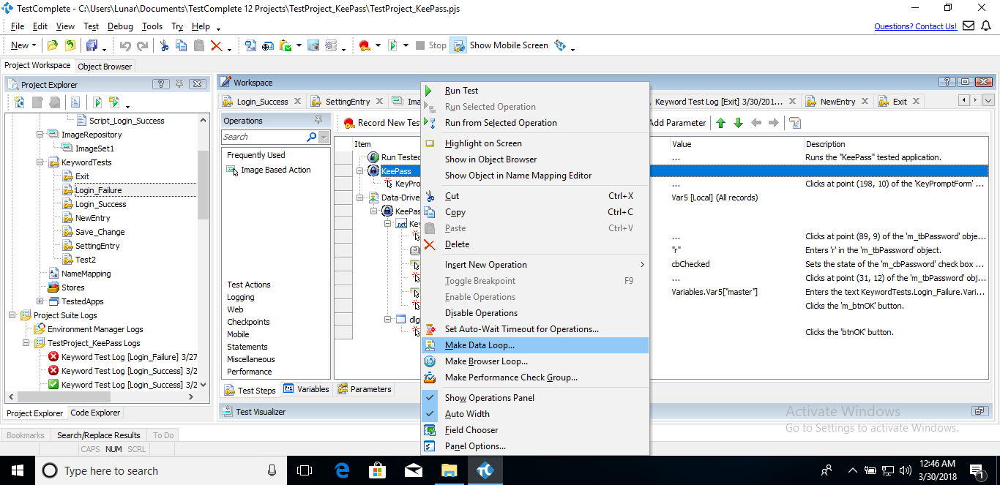 TestComplete - C:\Users\Lunar\Documents\TestComplete 12 Projects\TestProject_KeePass\TestProject_KeePass.pjs
File Edit View Test Debug Tools Try Help
Questions? Contact Us!
New Stop Show Mobile Screen
Project Workspace Object Browser
Project Explorer
Script_Login_Success
ImageRepository
ImageSet1
KeywordTests
Exit
Login_Failure
Login_Success
NewEntry
Save_Change
SettingEntry
Test2
NameMapping
Stores
TestedApps
Project Suite Logs
Environment Manager Logs
TestProject_KeePass Logs
Keyword Test Log [Login_Failure] 3/27
Keyword Test Log [Login_Success] 3/2
Keyword Test Log [Login_Success] 3/2
Project Explorer Code Explorer
Workspace
Login_Success SettingEntry Ima Keyword Test Log [Exit] 3/30/201... NewEntry Exit
Operations
Search
Frequently Used
Image Based Action
Test Actions
Logging
Web
Checkpoints
Mobile
Statements
Miscellaneous
Performance
Record New Tes Add Parameter
Item Value Description
Run Tested ... Runs the "KeePass" tested application.
KeePass
KeyPro ... Clicks at point (198, 10) of the 'KeyPromptForm' ...
Data-Drive Var5 [Local] (All records)
KeePas
.net Key
... Clicks at point (89, 9) of the 'm_tbPassword' obje...
"r" Enters 'r' in the 'm_tbPassword' object.
cbChecked Sets the state of the 'm_cbPassword' check box ...
... Clicks at point (31, 12) of the 'm_tbPassword' obj...
Variables.Var5["master"] Enters the text KeywordTests.Login_Failure.Vari...
Clicks the 'm_btnOK' button.
dlg
Clicks the 'btnOK' button.
Run Test
Run Selected Operation
Run from Selected Operation
Highlight on Screen
Show in Object Browser
Show Object in Name Mapping Editor
Cut Ctrl+X
Copy Ctrl+C
Paste Ctrl+V
Delete
Insert New Operation
Toggle Breakpoint F9
Enable Operations
Disable Operations
Set Auto-Wait Timeout for Operations...
Make Data Loop...
Make Browser Loop...
Make Performance Check Group...
Show Operations Panel
Auto Width
Field Chooser
Panel Options...
Test Steps Variables Parameters
Test Visualizer
Activate Windows
Go to Settings to activate Windows.
Bookmarks Search/Replace Results To Do
CAPS NUM SCRL
Type here to search
12:46 AM
3/30/2018
1